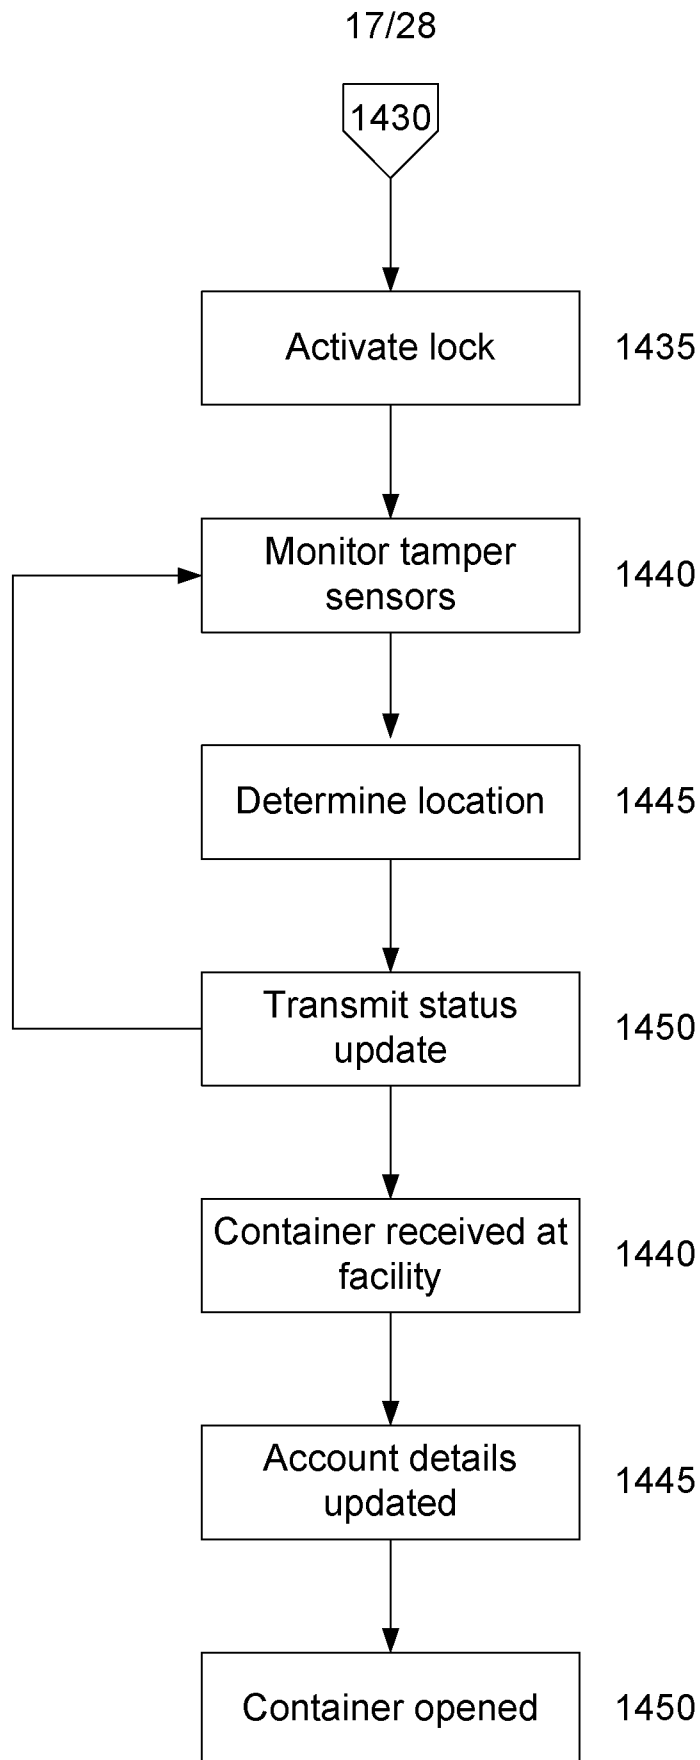 17/28
1430
Activate lock
1435
Monitor tamper
sensors
1440
Determine location
1445
Transmit status
update
1450
Container received at
facility
1440
Account details
updated
1445
Container opened
1450